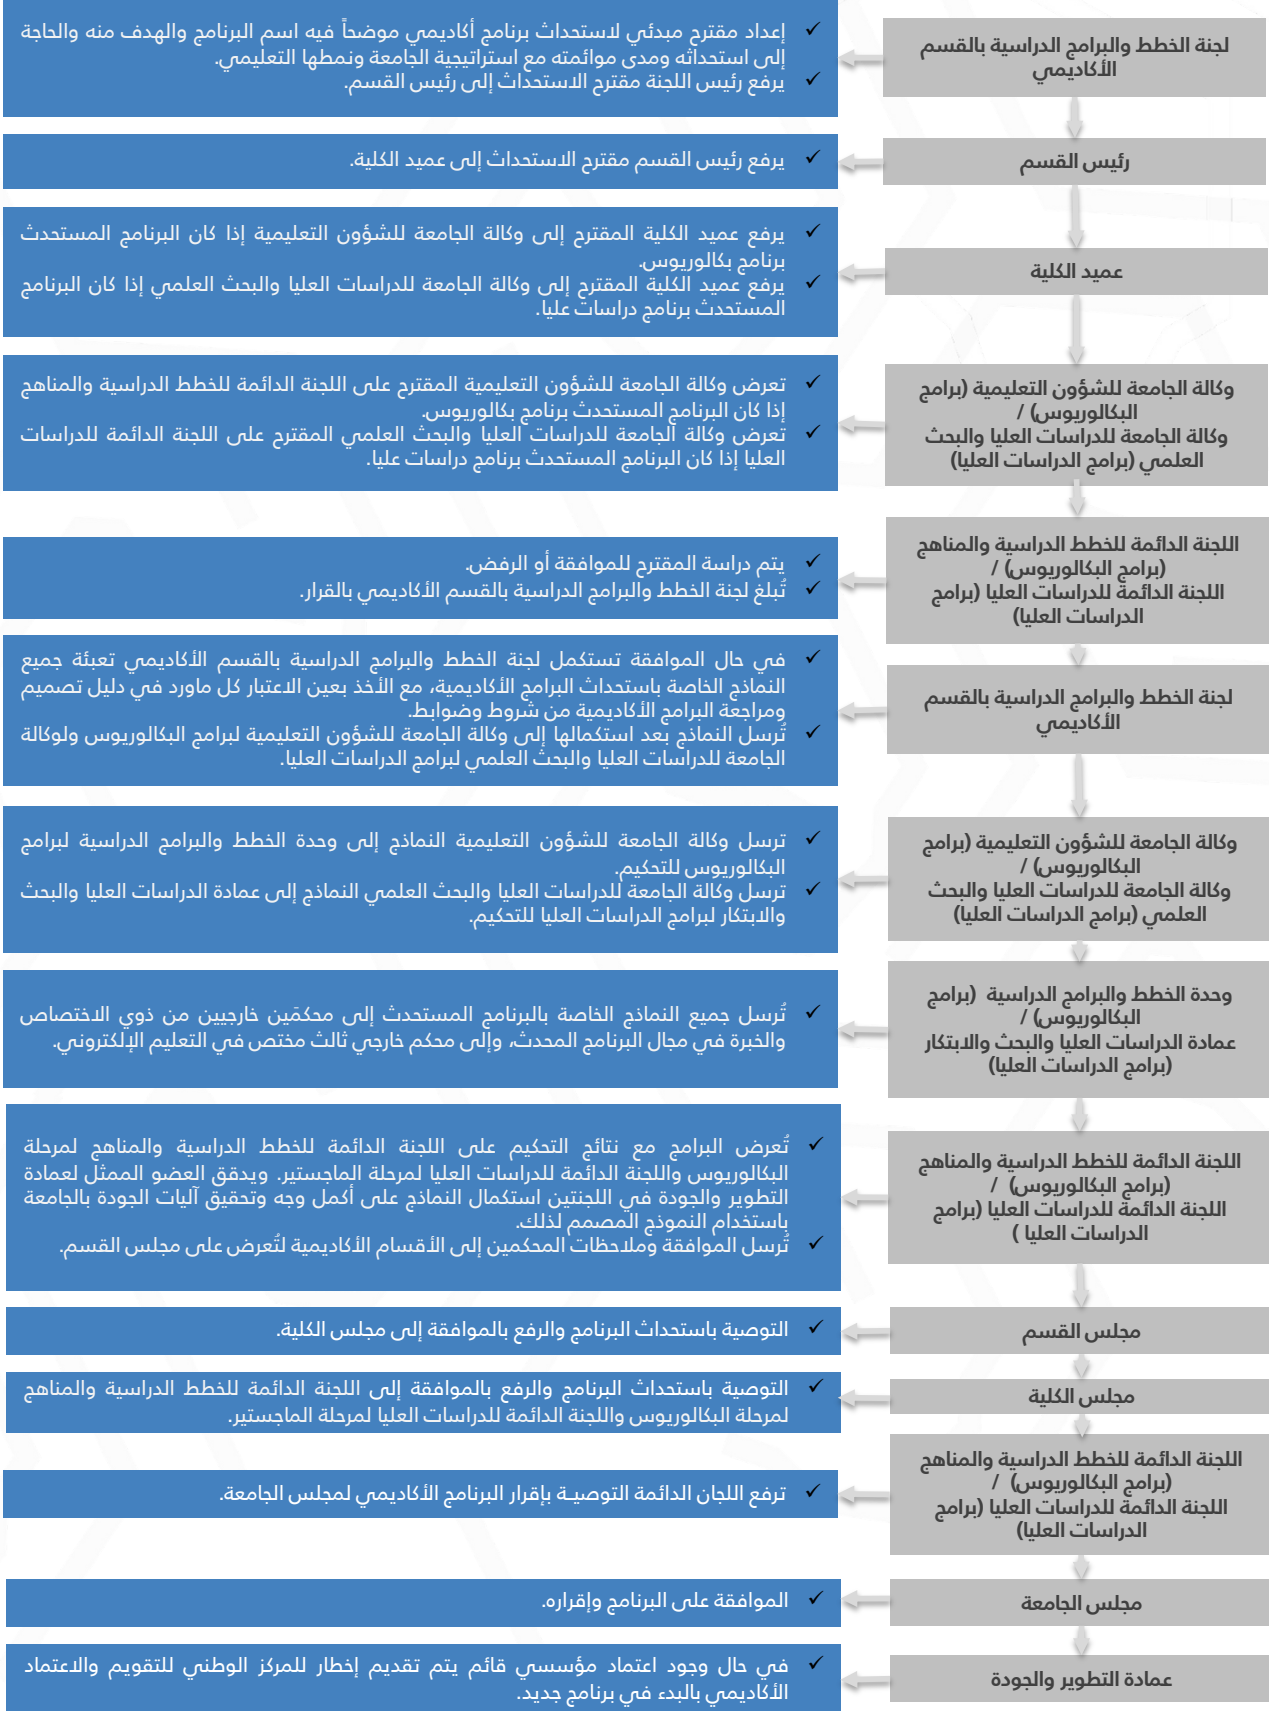 لجنة الخطط والبرامج الدراسية بالقسم
الأكاديمي
إعداد مقترح مبدئي لاستحداث برنامج أكاديمي موضحاً فيه اسم البرنامج والهدف منه والحاجة
إلى استحداثه ومدى موائمته مع استراتيجية الجامعة ونمطها التعليمي.
يرفع رئيس اللجنة مقترح الاستحداث إلى رئيس القسم.
رئيس القسم
يرفع رئيس القسم مقترح الاستحداث إلى عميد الكلية.
عميد الكلية
يرفع عميد الكلية المقترح إلى وكالة الجامعة للشؤون التعليمية إذا كان البرنامج المستحدث
برنامج بكالوريوس.
يرفع عميد الكلية المقترح إلى وكالة الجامعة للدراسات العليا والبحث العلمي إذا كان البرنامج
المستحدث برنامج دراسات عليا.
وكالة الجامعة للشؤون التعليمية (برامج
البكالوريوس) /
وكالة الجامعة للدراسات العليا والبحث
العلمي (برامج الدراسات العليا)
تعرض وكالة الجامعة للشؤون التعليمية المقترح على اللجنة الدائمة للخطط الدراسية والمناهج
إذا كان البرنامج المستحدث برنامج بكالوريوس.
تعرض وكالة الجامعة للدراسات العليا والبحث العلمي المقترح على اللجنة الدائمة للدراسات
العليا إذا كان البرنامج المستحدث برنامج دراسات عليا.
اللجنة الدائمة للخطط الدراسية والمناهج
(برامج البكالوريوس) /
اللجنة الدائمة للدراسات العليا (برامج
الدراسات العليا)
يتم دراسة المقترح للموافقة أو الرفض.
تُبلغ لجنة الخطط والبرامج الدراسية بالقسم الأكاديمي بالقرار.
لجنة الخطط والبرامج الدراسية بالقسم
الأكاديمي
في حال الموافقة تستكمل لجنة الخطط والبرامج الدراسية بالقسم الأكاديمي تعبئة جميع
النماذج الخاصة باستحداث البرامج الأكاديمية، مع الأخذ بعين الاعتبار كل ماورد في دليل تصميم
ومراجعة البرامج الأكاديمية من شروط وضوابط.
تُرسل النماذج بعد استكمالها إلى وكالة الجامعة للشؤون التعليمية لبرامج البكالوريوس ولوكالة
الجامعة للدراسات العليا والبحث العلمي لبرامج الدراسات العليا.
وكالة الجامعة للشؤون التعليمية (برامج
البكالوريوس) /
وكالة الجامعة للدراسات العليا والبحث
العلمي (برامج الدراسات العليا)
ترسل وكالة الجامعة للشؤون التعليمية النماذج إلى وحدة الخطط والبرامج الدراسية لبرامج
البكالوريوس للتحكيم.
ترسل وكالة الجامعة للدراسات العليا والبحث العلمي النماذج إلى عمادة الدراسات العليا والبحث
والابتكار لبرامج الدراسات العليا للتحكيم.
وحدة الخطط والبرامج الدراسية (برامج
البكالوريوس) /
عمادة الدراسات العليا والبحث والابتكار
(برامج الدراسات العليا)
تُرسل جميع النماذج الخاصة بالبرنامج المستحدث إلى محكمَين خارجيين من ذوي الاختصاص
والخبرة في مجال البرنامج المحدث، وإلى محكم خارجي ثالث مختص في التعليم الإلكتروني.
اللجنة الدائمة للخطط الدراسية والمناهج
(برامج البكالوريوس) /
اللجنة الدائمة للدراسات العليا (برامج
الدراسات العليا )
تُعرض البرامج مع نتائج التحكيم على اللجنة الدائمة للخطط الدراسية والمناهج لمرحلة
البكالوريوس واللجنة الدائمة للدراسات العليا لمرحلة الماجستير. ويدقق العضو الممثل لعمادة
التطوير والجودة في اللجنتين استكمال النماذج على أكمل وجه وتحقيق آليات الجودة بالجامعة
باستخدام النموذج المصمم لذلك.
تُرسل الموافقة وملاحظات المحكمين إلى الأقسام الأكاديمية لتُعرض على مجلس القسم.
مجلس القسم
التوصية باستحداث البرنامج والرفع بالموافقة إلى مجلس الكلية.
مجلس الكلية
التوصية باستحداث البرنامج والرفع بالموافقة إلى اللجنة الدائمة للخطط الدراسية والمناهج
لمرحلة البكالوريوس واللجنة الدائمة للدراسات العليا لمرحلة الماجستير.
اللجنة الدائمة للخطط الدراسية والمناهج
(برامج البكالوريوس) /
اللجنة الدائمة للدراسات العليا (برامج
الدراسات العليا)
ترفع اللجان الدائمة التوصيـة بإقرار البرنامج الأكاديمي لمجلس الجامعة.
مجلس الجامعة
الموافقة على البرنامج وإقراره.
عمادة التطوير والجودة
في حال وجود اعتماد مؤسسي قائم يتم تقديم إخطار للمركز الوطني للتقويم والاعتماد
الأكاديمي بالبدء في برنامج جديد.